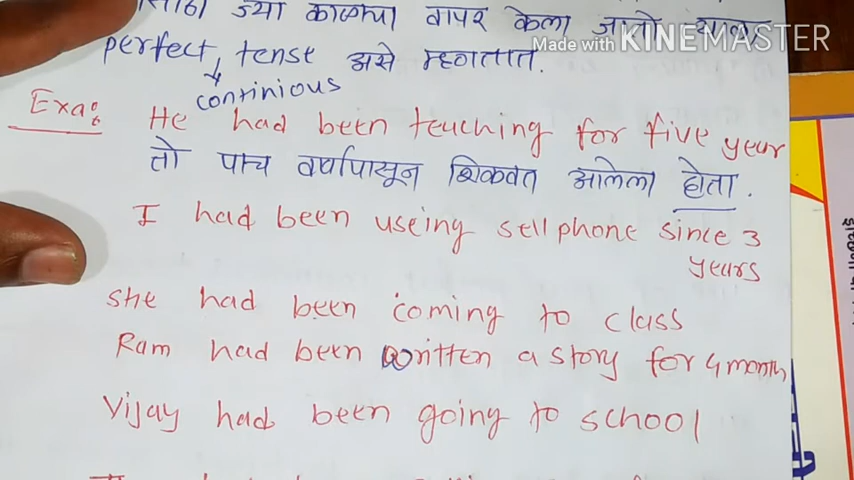 ज्या काळाचा वापर केला जातो त्याला
Made with KINEMASTER
perfect, tense असे म्हणतात.
continious
Exa:
He had been teaching for five year
तो पाच वर्षापासून शिकवत आलेला होता.
I had been useing sellphone since 3
years
she had been coming to class
Ram had been written a story for 4 month
Vijay had been going to school